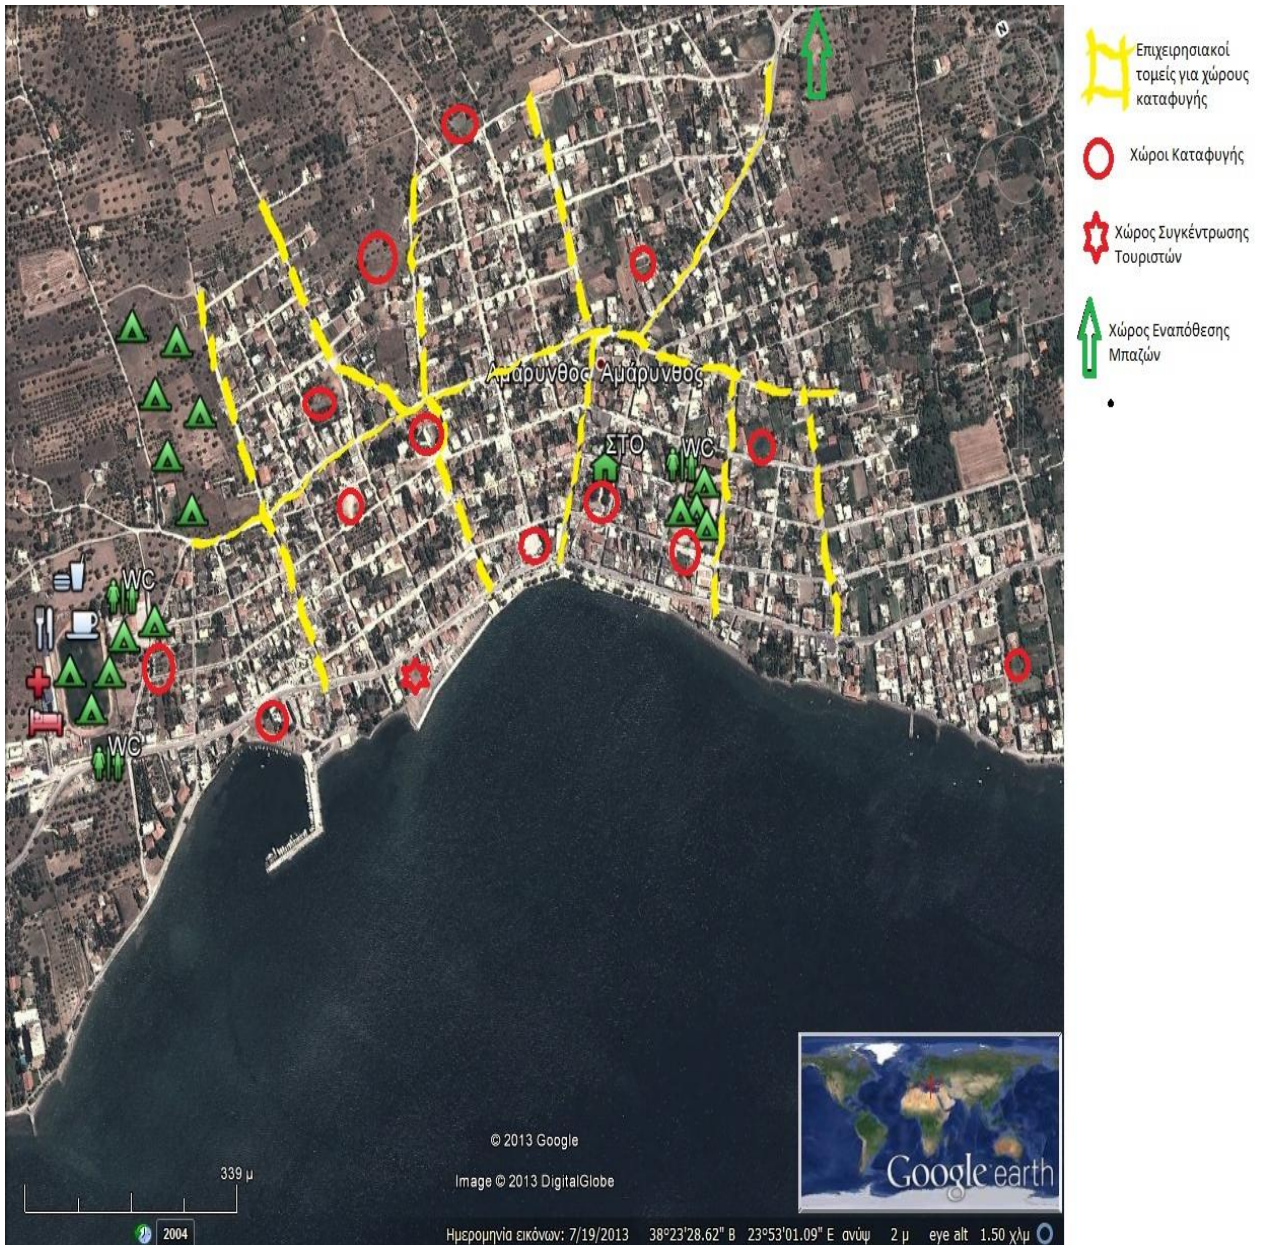 N
Επιχειρησιακοί
τομείς για χώρους
καταφυγής
Χώροι Καταφυγής
Χώρος Συγκέντρωσης
Τουριστών
Χώρος Εναπόθεσης
Μπαζών
Αμάρυνθος Αμάρυνθος
ΣΤΟ
WC
WC
WC
© 2013 Google
Image © 2013 DigitalGlobe
339 μ
Google earth
2004
Ημερομηνία εικόνων: 7/19/2013 38°23'28.62" Β 23°53'01.09" Ε ανύψ 2 μ eye alt 1.50 χλμ